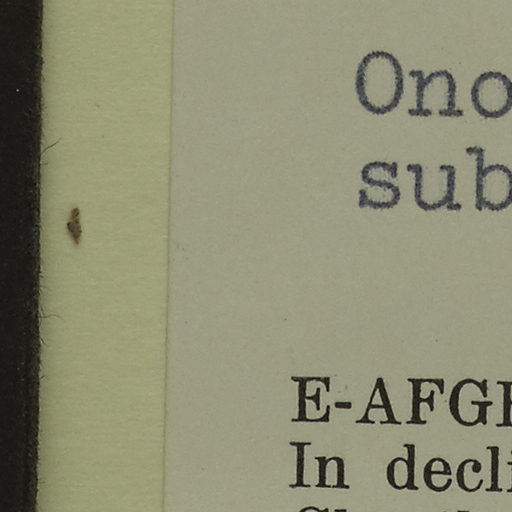 Ono
sub
E-AFG
In decli